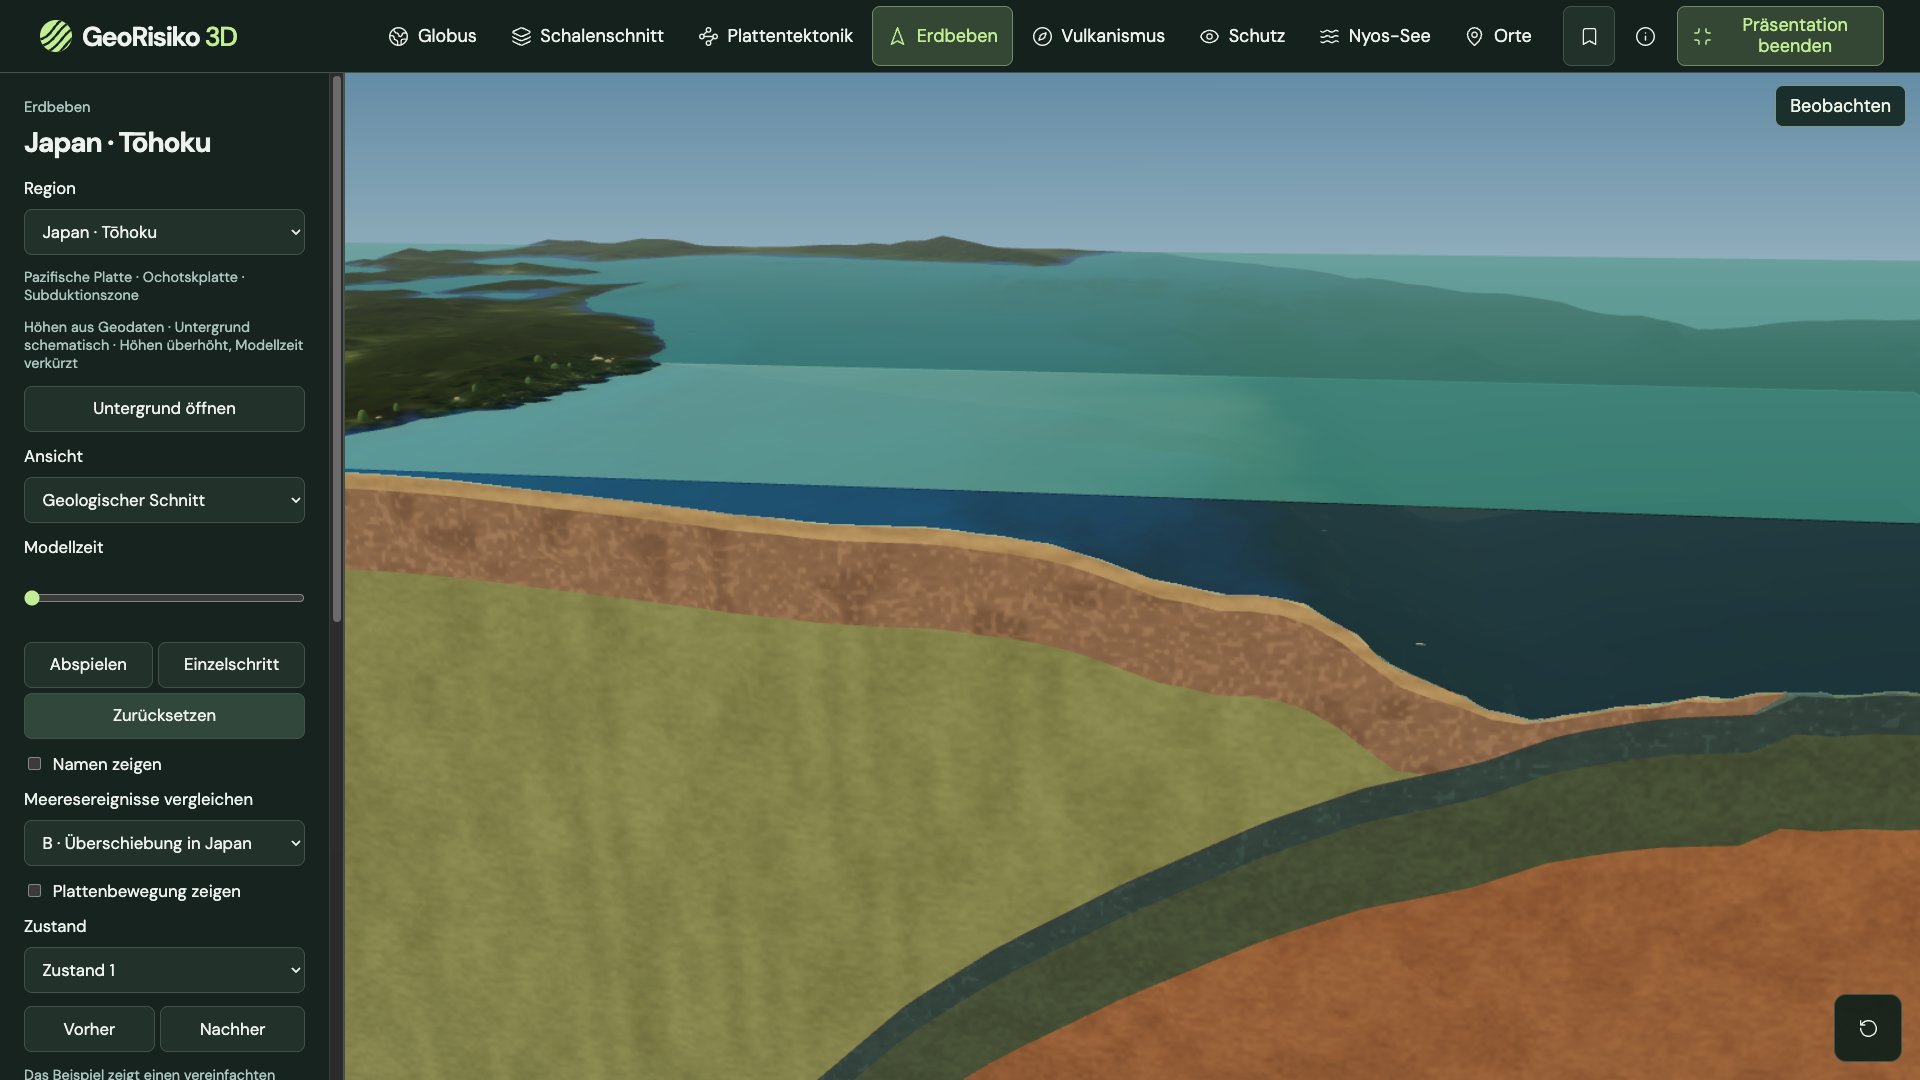 GeoRisiko 3D
Globus
Schalenschnitt
Plattentektonik
Erdbeben
Vulkanismus
Schutz
Nyos-See
Orte
Präsentation
beenden
Erdbeben
Japan · Tōhoku
Region
Japan · Tōhoku
Pazifische Platte · Ochotskplatte ·
Subduktionszone
Höhen aus Geodaten · Untergrund
schematisch · Höhen überhöht, Modellzeit
verkürzt
Untergrund öffnen
Ansicht
Geologischer Schnitt
Modellzeit
Abspielen
Einzelschritt
Zurücksetzen
Namen zeigen
Meeresereignisse vergleichen
B · Überschiebung in Japan
Plattenbewegung zeigen
Zustand
Zustand 1
Vorher
Nachher
Das Beispiel zeigt einen vereinfachten
Beobachten